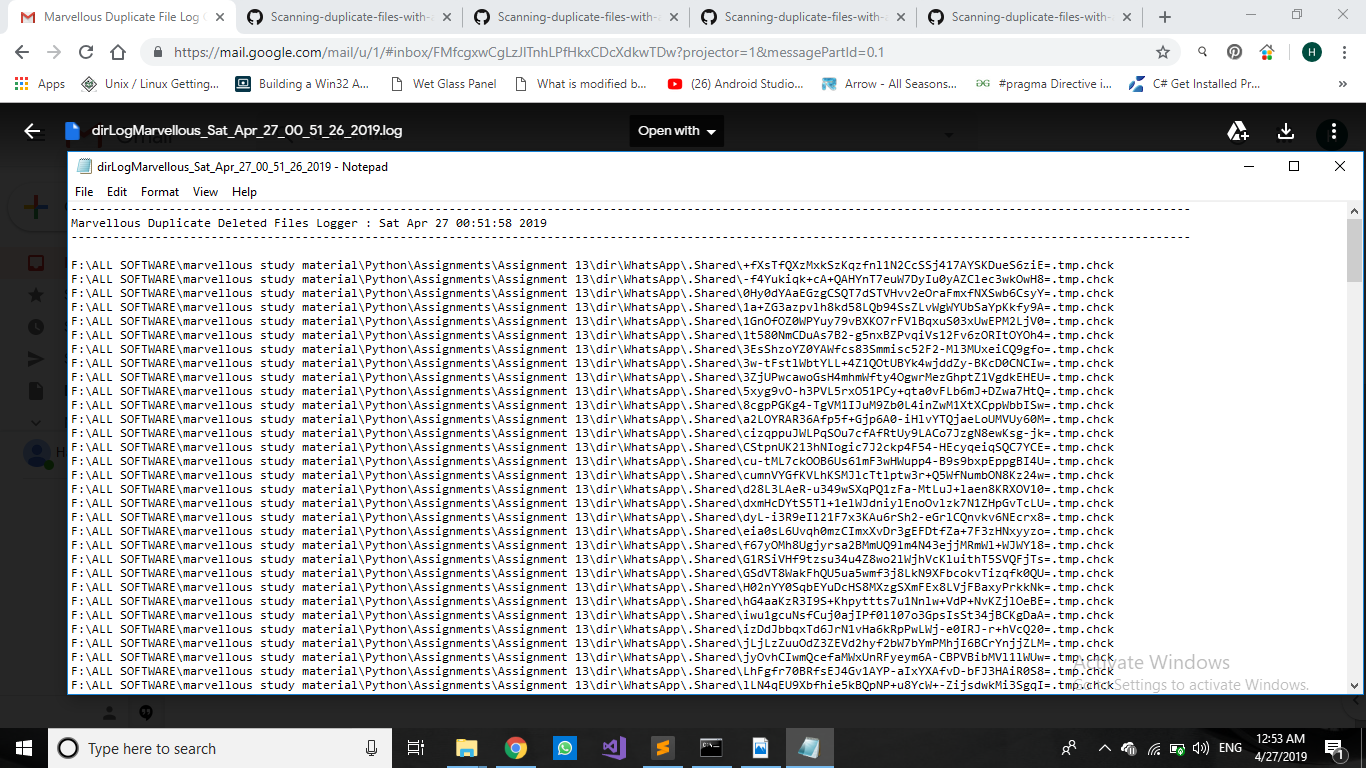 Marvellous Duplicate File Log
Scanning-duplicate-files-with-
Scanning-duplicate-files-with-
Scanning-duplicate-files-with-
Scanning-duplicate-files-with-
https://mail.google.com/mail/u/1/#inbox/FMfcgxwCgLzJlTnhLPfHkxCDcXdkwTDw?projector=1&messagePartId=0.1
H
Apps
Unix / Linux Getting...
Building a Win32 A...
Wet Glass Panel
What is modified b...
(26) Android Studio...
Arrow - All Seasons...
#pragma Directive i...
C# Get Installed Pr...
dirLogMarvellous_Sat_Apr_27_00_51_26_2019.log
Open with
dirLogMarvellous_Sat_Apr_27_00_51_26_2019 - Notepad
File Edit Format View Help
Marvellous Duplicate Deleted Files Logger : Sat Apr 27 00:51:58 2019
F:\ALL SOFTWARE\marvellous study material\Python\Assignments\Assignment 13\dir\WhatsApp\.Shared\+fXsTfQXzMxkSzKqzfnl1N2CcSSj417AYSKDueS6ziE=.tmp.chck
F:\ALL SOFTWARE\marvellous study material\Python\Assignments\Assignment 13\dir\WhatsApp\.Shared\-f4Yukiqk+cA+QAHYnT7euW7DyIu0yAZClec3wkOwH8=.tmp.chck
F:\ALL SOFTWARE\marvellous study material\Python\Assignments\Assignment 13\dir\WhatsApp\.Shared\0Hy0dYAaEGzgCSQT7dSTVHvv2eOraFmxfNXSwb6CsyY=.tmp.chck
F:\ALL SOFTWARE\marvellous study material\Python\Assignments\Assignment 13\dir\WhatsApp\.Shared\1a+ZG3azpvlh8kd58LQb94SsZLvWgWYUbSaYpKkfy9A=.tmp.chck
F:\ALL SOFTWARE\marvellous study material\Python\Assignments\Assignment 13\dir\WhatsApp\.Shared\1GnOfOZ0WPYuy79vBXKO7rFVlBqxuS03xUwEPM2LjV0=.tmp.chck
F:\ALL SOFTWARE\marvellous study material\Python\Assignments\Assignment 13\dir\WhatsApp\.Shared\1t580NmCDuAs7B2-g5nxBZPvqiVs12Fv6zORItOYOh4=.tmp.chck
F:\ALL SOFTWARE\marvellous study material\Python\Assignments\Assignment 13\dir\WhatsApp\.Shared\3EsShzoYZ0YAWfcs83Smmisc52F2-Ml3MUxeiCQ9gfo=.tmp.chck
F:\ALL SOFTWARE\marvellous study material\Python\Assignments\Assignment 13\dir\WhatsApp\.Shared\3w-tFstlWbtYLL+4Z1QOtUBYk4wjddZy-BKcD0CNCIw=.tmp.chck
F:\ALL SOFTWARE\marvellous study material\Python\Assignments\Assignment 13\dir\WhatsApp\.Shared\3ZjUPwcawoGsH4mhmWfty4OgwrMezGhptZ1VgdkEHEU=.tmp.chck
F:\ALL SOFTWARE\marvellous study material\Python\Assignments\Assignment 13\dir\WhatsApp\.Shared\5xyg9vO-h3PVL5rxO51PCy+qta0vFLb6mJ+DZwa7HtQ=.tmp.chck
F:\ALL SOFTWARE\marvellous study material\Python\Assignments\Assignment 13\dir\WhatsApp\.Shared\8cgpPGKg4-TgVM1IJuM9Zb0L4inZwM1XtXCppWbbISw=.tmp.chck
F:\ALL SOFTWARE\marvellous study material\Python\Assignments\Assignment 13\dir\WhatsApp\.Shared\a2LOYRAR36Afp5f+Gjp6A0-iHlvYTQjaeLoUMVUy60M=.tmp.chck
F:\ALL SOFTWARE\marvellous study material\Python\Assignments\Assignment 13\dir\WhatsApp\.Shared\cizqppuJWLPqSOu7cfAfRtUy9LACo7JzgN8ewKsg-jk=.tmp.chck
F:\ALL SOFTWARE\marvellous study material\Python\Assignments\Assignment 13\dir\WhatsApp\.Shared\CStpnUK213hNIogic7J2ckp4F54-HEcyqeiqSQC7YCE=.tmp.chck
F:\ALL SOFTWARE\marvellous study material\Python\Assignments\Assignment 13\dir\WhatsApp\.Shared\cu-tML7ckOOB6Us61mF3wHWupp4-B9s9bxpEppgBI4U=.tmp.chck
F:\ALL SOFTWARE\marvellous study material\Python\Assignments\Assignment 13\dir\WhatsApp\.Shared\cumnVYGfKVLhKSMJlcTtlptw3r+Q5WfNumbON8Kz24w=.tmp.chck
F:\ALL SOFTWARE\marvellous study material\Python\Assignments\Assignment 13\dir\WhatsApp\.Shared\d28L3LAeR-u349wSXqPQ1zFa-MtLuJ+laen8KRXOV10=.tmp.chck
F:\ALL SOFTWARE\marvellous study material\Python\Assignments\Assignment 13\dir\WhatsApp\.Shared\dxmHcDYtS5Tl+1elWJdniylEnoOvlzk7N1ZHpGvTcLU=.tmp.chck
F:\ALL SOFTWARE\marvellous study material\Python\Assignments\Assignment 13\dir\WhatsApp\.Shared\dyL-i3R9eIl21F7x3KAu6rSh2-eGrlCQnvkv6NEcrx8=.tmp.chck
F:\ALL SOFTWARE\marvellous study material\Python\Assignments\Assignment 13\dir\WhatsApp\.Shared\eia0sL6Uvqh0mzCImxXvDr3gEFDtfZa+7F3zHNxyyzo=.tmp.chck
F:\ALL SOFTWARE\marvellous study material\Python\Assignments\Assignment 13\dir\WhatsApp\.Shared\f67yOMh8Ugjyrsa2BMmUQ91m4N43ejjMRmWl+WJWY18=.tmp.chck
F:\ALL SOFTWARE\marvellous study material\Python\Assignments\Assignment 13\dir\WhatsApp\.Shared\G1RSiVHf9tzsu34u4Z8wo2lWjhVcKluithT5SVQFjTs=.tmp.chck
F:\ALL SOFTWARE\marvellous study material\Python\Assignments\Assignment 13\dir\WhatsApp\.Shared\GSdVT8WakFhQU5ua5wmf3j8LkN9XFbcokvTizqfk0QU=.tmp.chck
F:\ALL SOFTWARE\marvellous study material\Python\Assignments\Assignment 13\dir\WhatsApp\.Shared\H02nYY0SqbEYuDcHS8MXzgSXmFEx8LVjFBaxyPrkkNk=.tmp.chck
F:\ALL SOFTWARE\marvellous study material\Python\Assignments\Assignment 13\dir\WhatsApp\.Shared\hG4aaKzR3I9S+Khpyttts7u1Nnlw+VdP+NvKZjlOeBE=.tmp.chck
F:\ALL SOFTWARE\marvellous study material\Python\Assignments\Assignment 13\dir\WhatsApp\.Shared\iwu1gcuNsfCuj0ajIPf01107o3GpsIsSt34jBCKgDaA=.tmp.chck
F:\ALL SOFTWARE\marvellous study material\Python\Assignments\Assignment 13\dir\WhatsApp\.Shared\izDdJbbqxTd6JrN1vHa6kRpPwLWj-e0IRJ-r+hVcQ20=.tmp.chck
F:\ALL SOFTWARE\marvellous study material\Python\Assignments\Assignment 13\dir\WhatsApp\.Shared\jLjLzZuuOdZ3ZEVd2hyf2bW7bYmPMhjI6BCrYnjjZLM=.tmp.chck
F:\ALL SOFTWARE\marvellous study material\Python\Assignments\Assignment 13\dir\WhatsApp\.Shared\jyOvhCIwmQcefaMWxUnRFyeym6A-CBPVBibMVl1lWUw=.tmp.chck
F:\ALL SOFTWARE\marvellous study material\Python\Assignments\Assignment 13\dir\WhatsApp\.Shared\LhFgfr70BRfsEJ4Gv1AYP-aIxYXAfvD-bFJ3HAiR0S8=.tmp.chck
F:\ALL SOFTWARE\marvellous study material\Python\Assignments\Assignment 13\dir\WhatsApp\.Shared\lLN4qEU9Xbfhie5kBQpNP+u8YcW+-ZijsdwkMi3SgqI=.tmp.chck
Activate Windows
Go to Settings to activate Windows.
Type here to search
ENG
12:53 AM
4/27/2019
1